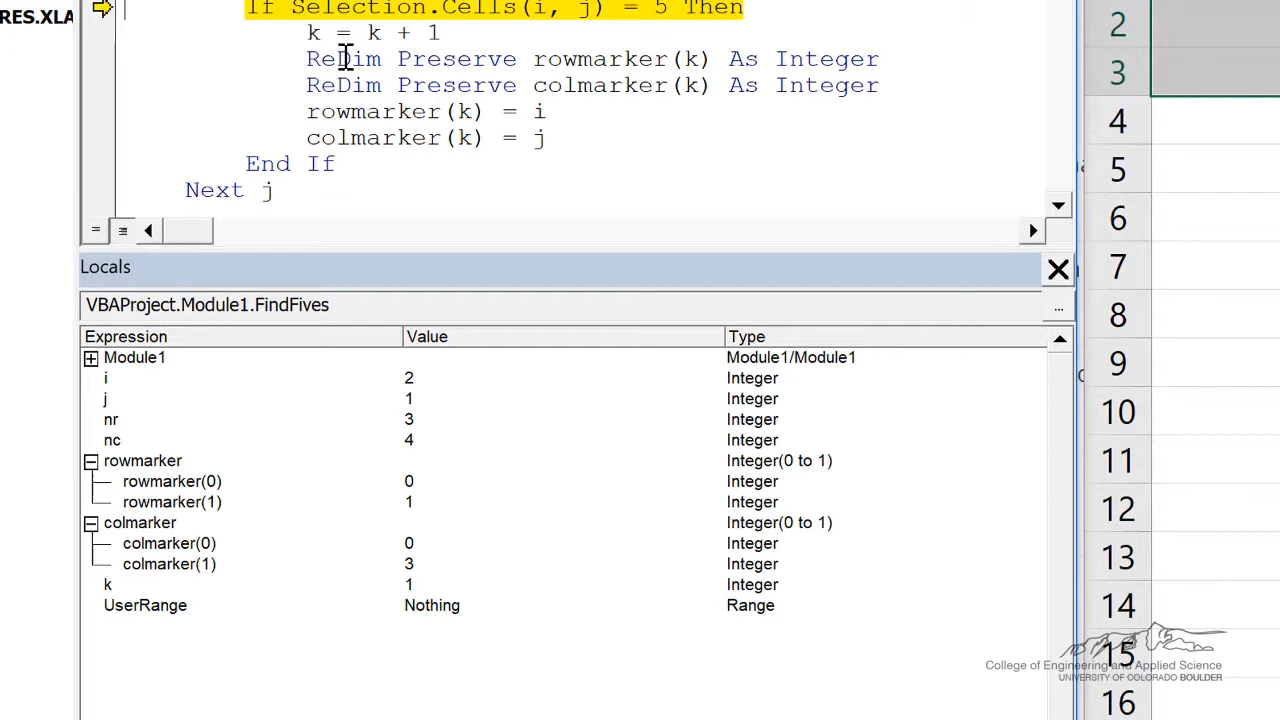 RES.XLA
If Selection.Cells(i, j) = 5 Then
k = k + 1
ReDim Preserve rowmarker(k) As Integer
ReDim Preserve colmarker(k) As Integer
rowmarker(k) = i
colmarker(k) = j
End If
Next j
Locals
VBAProject.Module1.FindFives
...
Expression Value Type
Module1 Module1/Module1
i 2 Integer
j 1 Integer
nr 3 Integer
nc 4 Integer
rowmarker Integer(0 to 1)
rowmarker(0) 0 Integer
rowmarker(1) 1 Integer
colmarker Integer(0 to 1)
colmarker(0) 0 Integer
colmarker(1) 3 Integer
k 1 Integer
UserRange Nothing Range
2
3
4
5
6
7
8
9
10
11
12
13
14
15
16
College of Engineering and Applied Science
UNIVERSITY OF COLORADO BOULDER